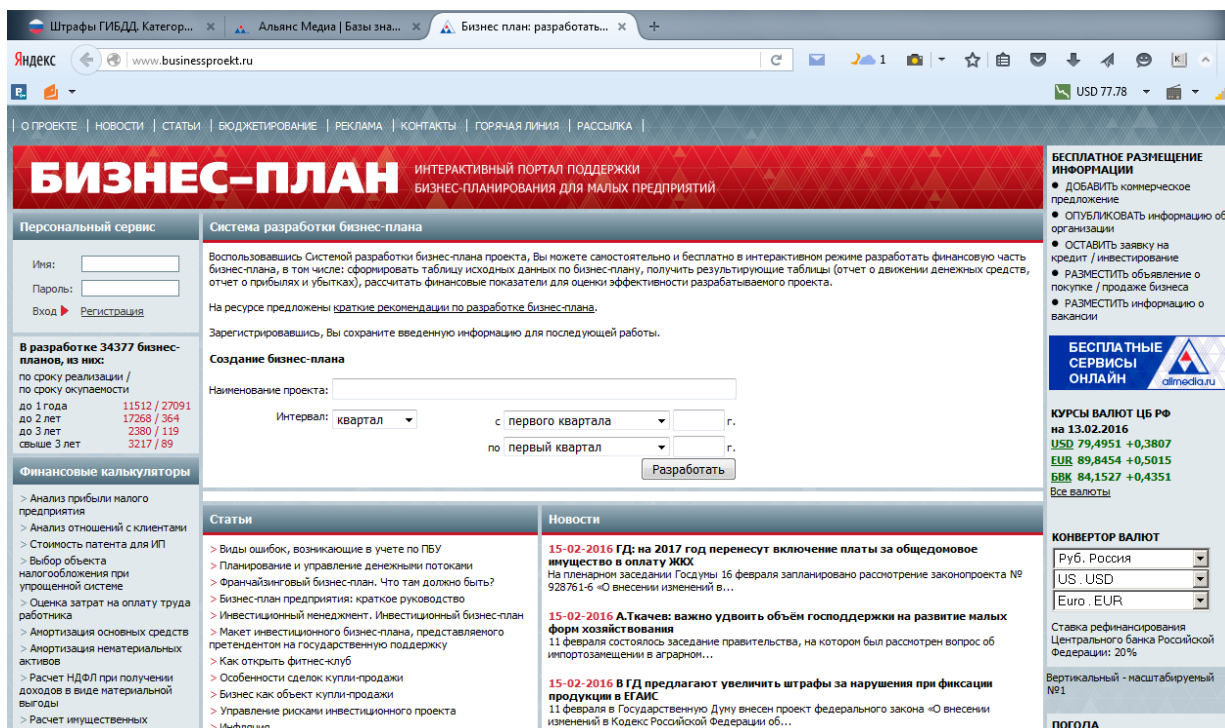 Штрафы ГИБДД, Категор...
Альянс Медиа | Базы зна...
Бизнес план: разработать...
Яндекс
www.businessproekt.ru
1
USD 77.78
О ПРОЕКТЕ | НОВОСТИ | СТАТЬИ | БЮДЖЕТИРОВАНИЕ | РЕКЛАМА | КОНТАКТЫ | ГОРЯЧАЯ ЛИНИЯ | РАССЫЛКА |
БИЗНЕС-ПЛАН
ИНТЕРАКТИВНЫЙ ПОРТАЛ ПОДДЕРЖКИ
БИЗНЕС-ПЛАНИРОВАНИЯ ДЛЯ МАЛЫХ ПРЕДПРИЯТИЙ
Персональный сервис
Имя:
Пароль:
Вход Регистрация
В разработке 34377 бизнес-
планов, из них:
по сроку реализации /
по сроку окупаемости
до 1 года 11512 / 27091
до 2 лет 17268 / 364
до 3 лет 2380 / 119
свыше 3 лет 3217 / 89
Финансовые калькуляторы
> Анализ прибыли малого
предприятия
> Анализ отношений с клиентами
> Стоимость патента для ИП
> Выбор объекта
налогообложения при
упрощенной системе
> Оценка затрат на оплату труда
работника
> Амортизация основных средств
> Амортизация нематериальных
активов
> Расчет НДФЛ при получении
доходов в виде материальной
выгоды
> Расчет имущественных
Система разработки бизнес-плана
Воспользовавшись Системой разработки бизнес-плана проекта, Вы можете самостоятельно и бесплатно в интерактивном режиме разработать финансовую часть
бизнес-плана, в том числе: сформировать таблицу исходных данных по бизнес-плану, получить результирующие таблицы (отчет о движении денежных средств,
отчет о прибылях и убытках), рассчитать финансовые показатели для оценки эффективности разрабатываемого проекта.
На ресурсе предложены краткие рекомендации по разработке бизнес-плана.
Зарегистрировавшись, Вы сохраните введенную информацию для последующей работы.
Создание бизнес-плана
Наименование проекта:
Интервал: квартал с первого квартала г.
по первый квартал г.
Разработать
Статьи
> Виды ошибок, возникающие в учете по ПБУ
> Планирование и управление денежными потоками
> Франчайзинговый бизнес-план. Что там должно быть?
> Бизнес-план предприятия: краткое руководство
> Инвестиционный менеджмент. Инвестиционный бизнес-план
> Макет инвестиционного бизнес-плана, представляемого
претендентом на государственную поддержку
> Как открыть фитнес-клуб
> Особенности сделок купли-продажи
> Бизнес как объект купли-продажи
> Управление рисками инвестиционного проекта
> Инфляция
Новости
15-02-2016 ГД: на 2017 год перенесут включение платы за общедомовое
имущество в оплату ЖКХ
На пленарном заседании Госдумы 16 февраля запланировано рассмотрение законопроекта №
928761-6 «О внесении изменений в...
15-02-2016 А.Ткачев: важно удвоить объём господдержки на развитие малых
форм хозяйствования
11 февраля состоялось заседание правительства, на котором был рассмотрен вопрос об
импортозамещении в аграрном...
15-02-2016 В ГД предлагают увеличить штрафы за нарушения при фиксации
продукции в ЕГАИС
11 февраля в Государственную Думу внесен проект федерального закона «О внесении
изменений в Кодекс Российской Федерации об...
БЕСПЛАТНОЕ РАЗМЕЩЕНИЕ
ИНФОРМАЦИИ
● ДОБАВИТЬ коммерческое
предложение
● ОПУБЛИКОВАТЬ информацию об
организации
● ОСТАВИТЬ заявку на
кредит / инвестирование
● РАЗМЕСТИТЬ объявление о
покупке / продаже бизнеса
● РАЗМЕСТИТЬ информацию о
вакансии
БЕСПЛАТНЫЕ
СЕРВИСЫ
ОНЛАЙН
allmedia.ru
КУРСЫ ВАЛЮТ ЦБ РФ
на 13.02.2016
USD 79,4951 +0,3807
EUR 89,8454 +0,5015
БВК 84,1527 +0,4351
Все валюты
КОНВЕРТОР ВАЛЮТ
Руб. Россия
US . USD
Euro . EUR
Ставка рефинансирования
Центрального банка Российской
Федерации: 20%
Вертикальный - масштабируемый
№1
ПОГОДА